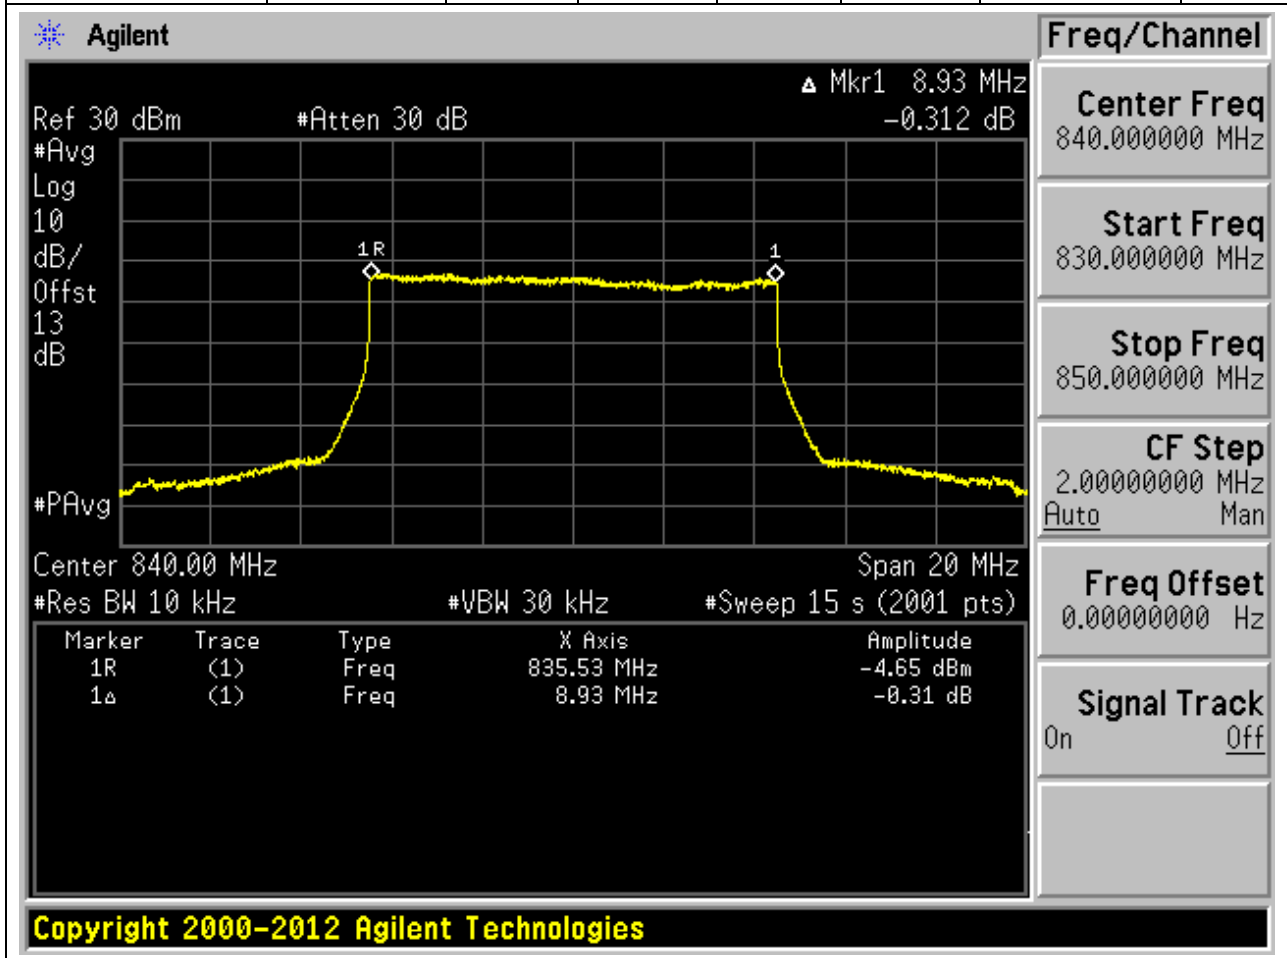 Agilent
Freq/Channel
▵ Mkr1 8.93 MHz
Ref 30 dBm #Atten 30 dB -0.312 dB
#Avg
Log
10
dB/
Offst
13
dB
#PAvg
1R
1
Center 840.00 MHz Span 20 MHz
#Res BW 10 kHz #VBW 30 kHz #Sweep 15 s (2001 pts)
Marker Trace Type X Axis Amplitude
1R (1) Freq 835.53 MHz -4.65 dBm
1▵ (1) Freq 8.93 MHz -0.31 dB
Center Freq
840.000000 MHz
Start Freq
830.000000 MHz
Stop Freq
850.000000 MHz
CF Step
2.00000000 MHz
Auto Man
Freq Offset
0.00000000 Hz
Signal Track
On Off
Copyright 2000-2012 Agilent Technologies